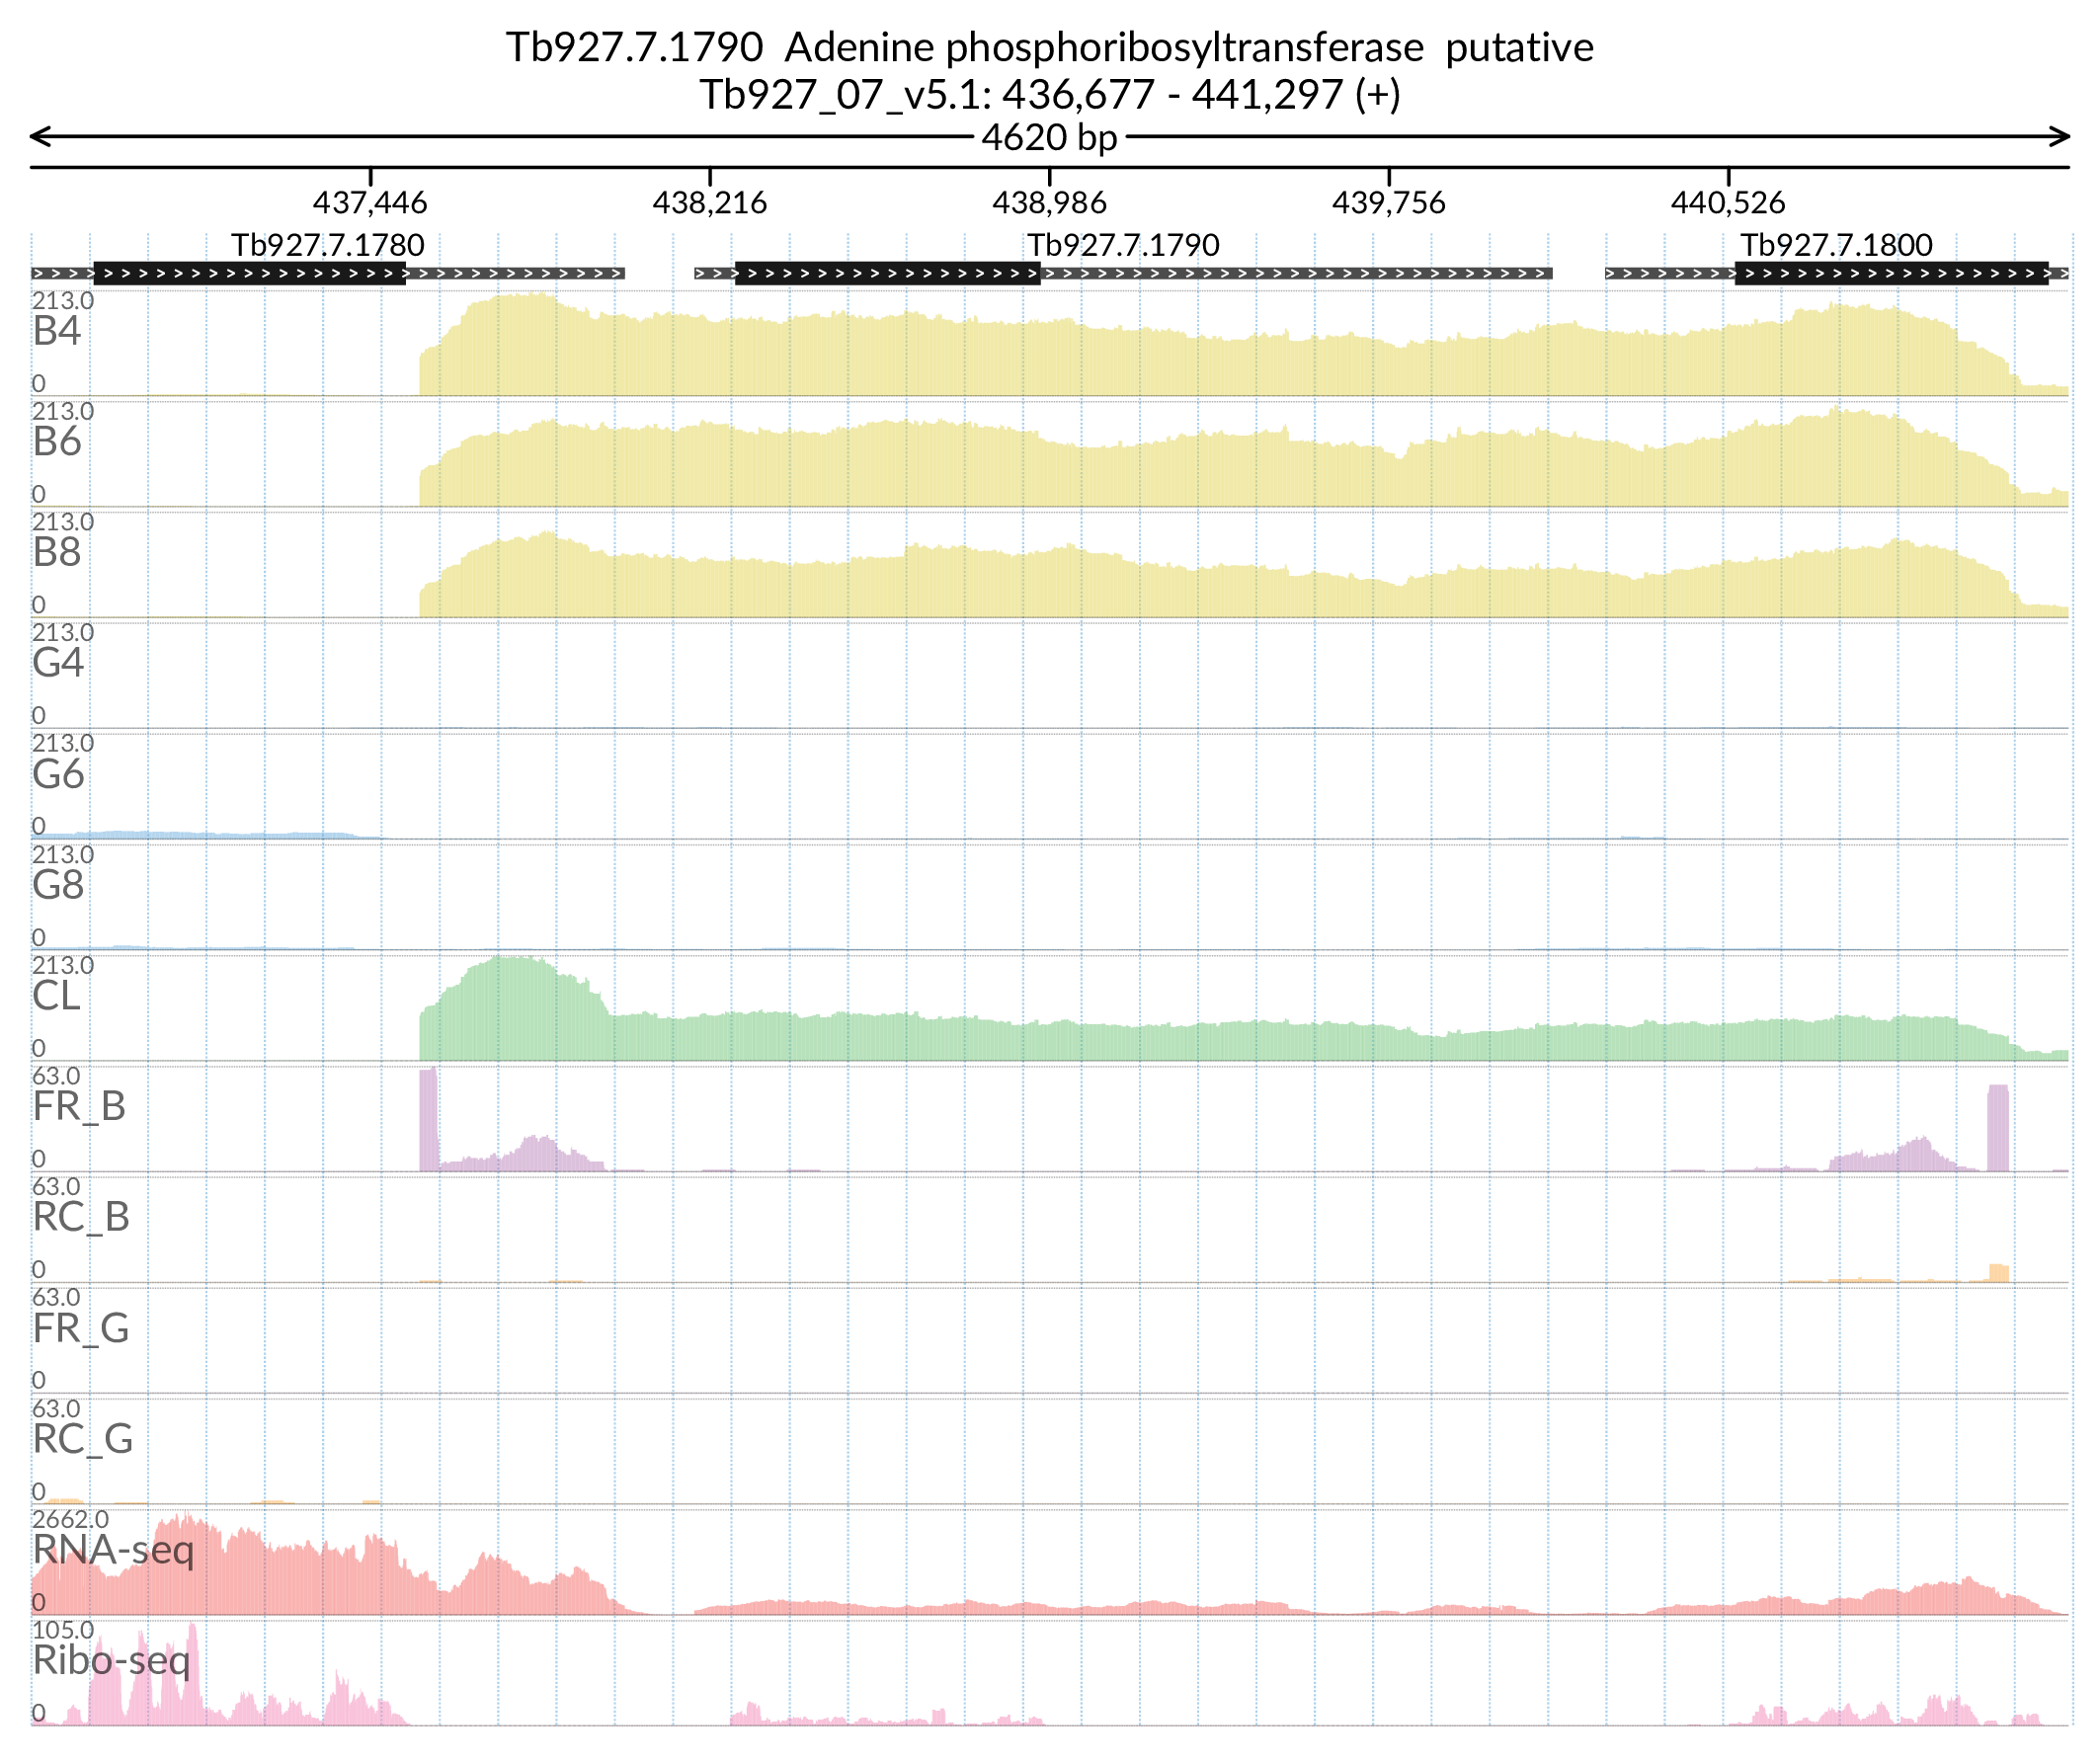 Tb927.7.1790  Adenine phosphoribosyltransferase  putative
Tb927_07_v5.1: 436,677 - 441,297 (+)
4620 bp
437,446 438,216 438,986 439,756 440,526
Tb927.7.1780 Tb927.7.1790 Tb927.7.1800
213.0
B4
0
213.0
B6
0
213.0
B8
0
213.0
G4
0
213.0
G6
0
213.0
G8
0
213.0
CL
0
63.0
FR_B
0
63.0
RC_B
0
63.0
FR_G
0
63.0
RC_G
0
2662.0
RNA-seq
0
105.0
Ribo-seq
0